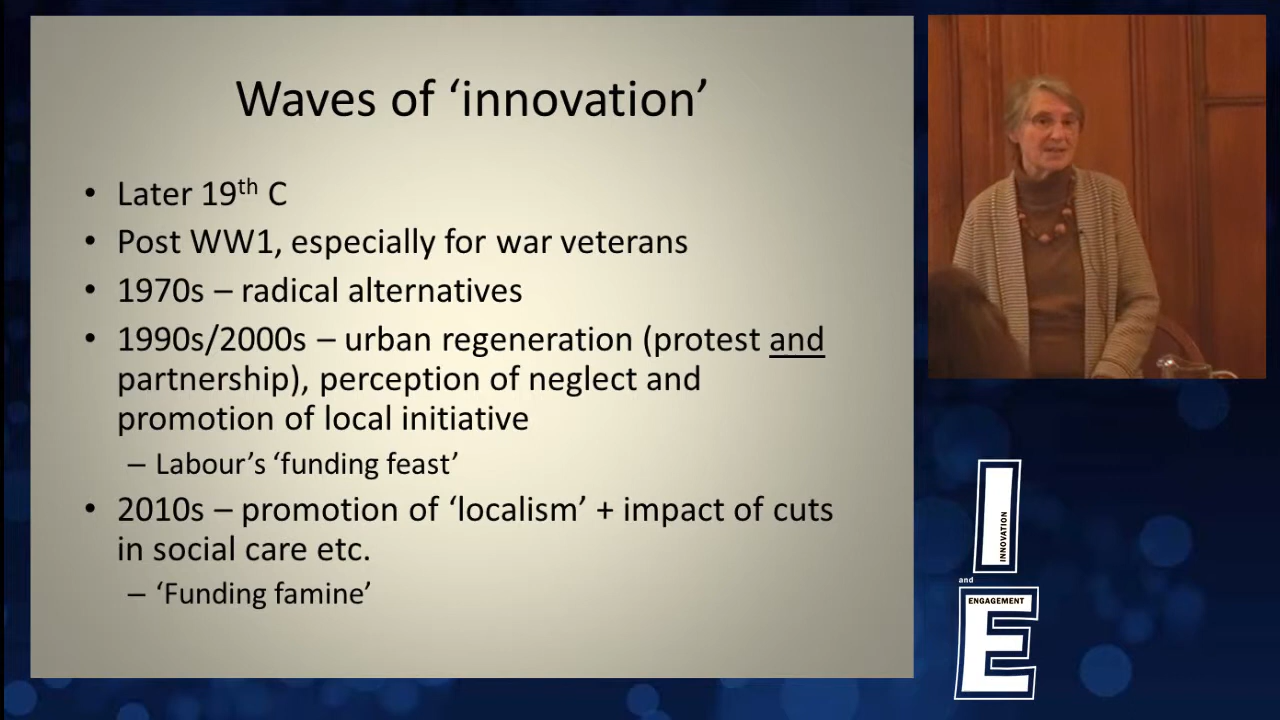 Waves of ‘innovation’
• Later 19th C
• Post WW1, especially for war veterans
• 1970s – radical alternatives
• 1990s/2000s – urban regeneration (protest and
partnership), perception of neglect and
promotion of local initiative
– Labour’s ‘funding feast’
• 2010s – promotion of ‘localism’ + impact of cuts
in social care etc.
– ‘Funding famine’
I
INNOVATION
and
ENGAGEMENT
E